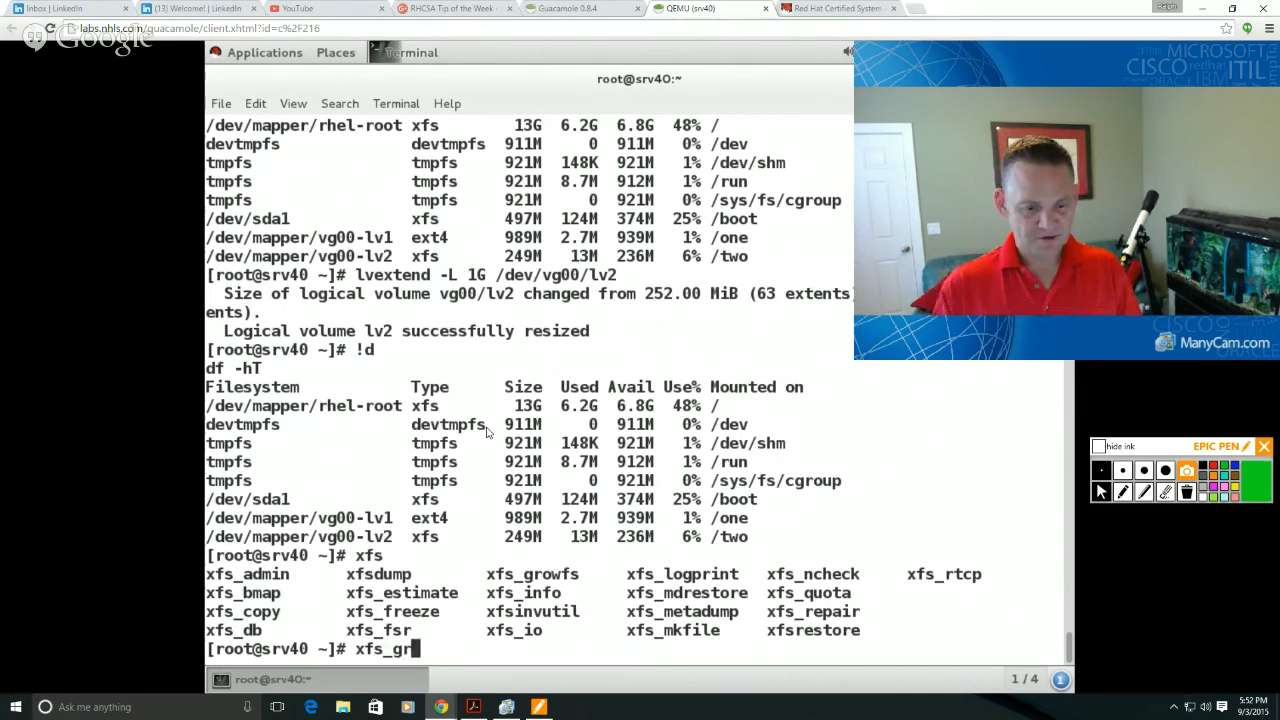 Inbox | LinkedIn
(13) Welcome! | LinkedIn
YouTube
RHCSA Tip of the Week -
Guacamole 0.8.4
QEMU (srv40)
Red Hat Certified System
Ralph
labs.nhls.com/guacamole/client.xhtml?id=c%2F216
Google+ Hangouts
Applications Places Terminal
root@srv40:~
File Edit View Search Terminal Help
/dev/mapper/rhel-root xfs 13G 6.2G 6.8G 48% /
devtmpfs devtmpfs 911M 0 911M 0% /dev
tmpfs tmpfs 921M 148K 921M 1% /dev/shm
tmpfs tmpfs 921M 8.7M 912M 1% /run
tmpfs tmpfs 921M 0 921M 0% /sys/fs/cgroup
/dev/sda1 xfs 497M 124M 374M 25% /boot
/dev/mapper/vg00-lv1 ext4 989M 2.7M 939M 1% /one
/dev/mapper/vg00-lv2 xfs 249M 13M 236M 6% /two
[root@srv40 ~]# lvextend -L 1G /dev/vg00/lv2
Size of logical volume vg00/lv2 changed from 252.00 MiB (63 extents
ents).
Logical volume lv2 successfully resized
[root@srv40 ~]# !d
df -hT
Filesystem Type Size Used Avail Use% Mounted on
/dev/mapper/rhel-root xfs 13G 6.2G 6.8G 48% /
devtmpfs devtmpfs 911M 0 911M 0% /dev
tmpfs tmpfs 921M 148K 921M 1% /dev/shm
tmpfs tmpfs 921M 8.7M 912M 1% /run
tmpfs tmpfs 921M 0 921M 0% /sys/fs/cgroup
/dev/sda1 xfs 497M 124M 374M 25% /boot
/dev/mapper/vg00-lv1 ext4 989M 2.7M 939M 1% /one
/dev/mapper/vg00-lv2 xfs 249M 13M 236M 6% /two
[root@srv40 ~]# xfs
xfs_admin xfsdump xfs_growfs xfs_logprint xfs_ncheck xfs_rtcp
xfs_bmap xfs_estimate xfs_info xfs_mdrestore xfs_quota
xfs_copy xfs_freeze xfsinvutil xfs_metadump xfs_repair
xfs_db xfs_fsr xfs_io xfs_mkfile xfsrestore
[root@srv40 ~]# xfs_gr
root@srv40:~
1 / 4
1
MICROSOFT
CISCO redhat ITIL
IBM
ManyCam.com
hide ink EPIC PEN
Ask me anything
5:52 PM
9/3/2015